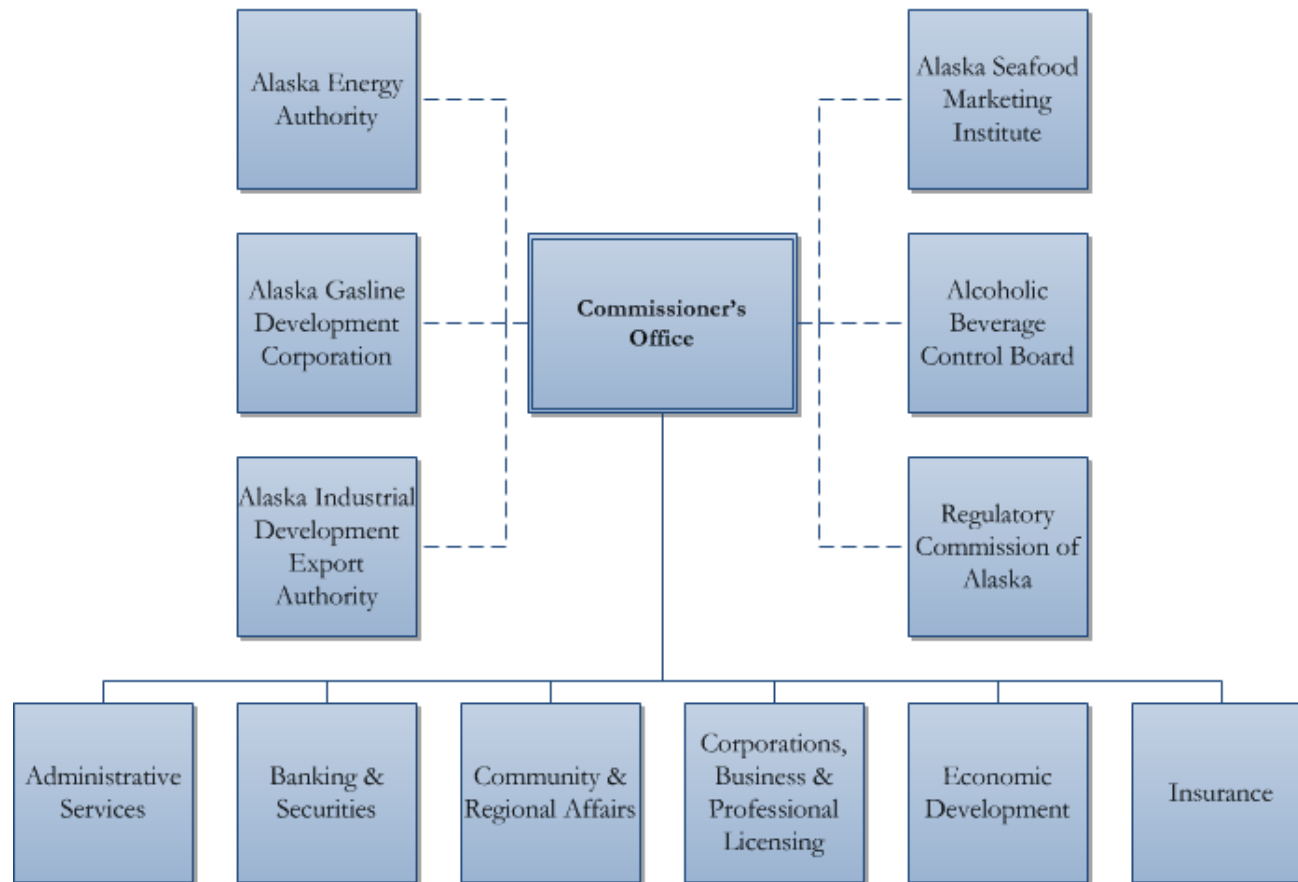 Alaska Energy
Authority
Alaska Seafood
Marketing
Institute
Alaska Gasline
Development
Corporation
Commissioner's
Office
Alcoholic
Beverage
Control Board
Alaska Industrial
Development
Export
Authority
Regulatory
Commission of
Alaska
Administrative
Services
Banking &
Securities
Community &
Regional Affairs
Corporations,
Business &
Professional
Licensing
Economic
Development
Insurance